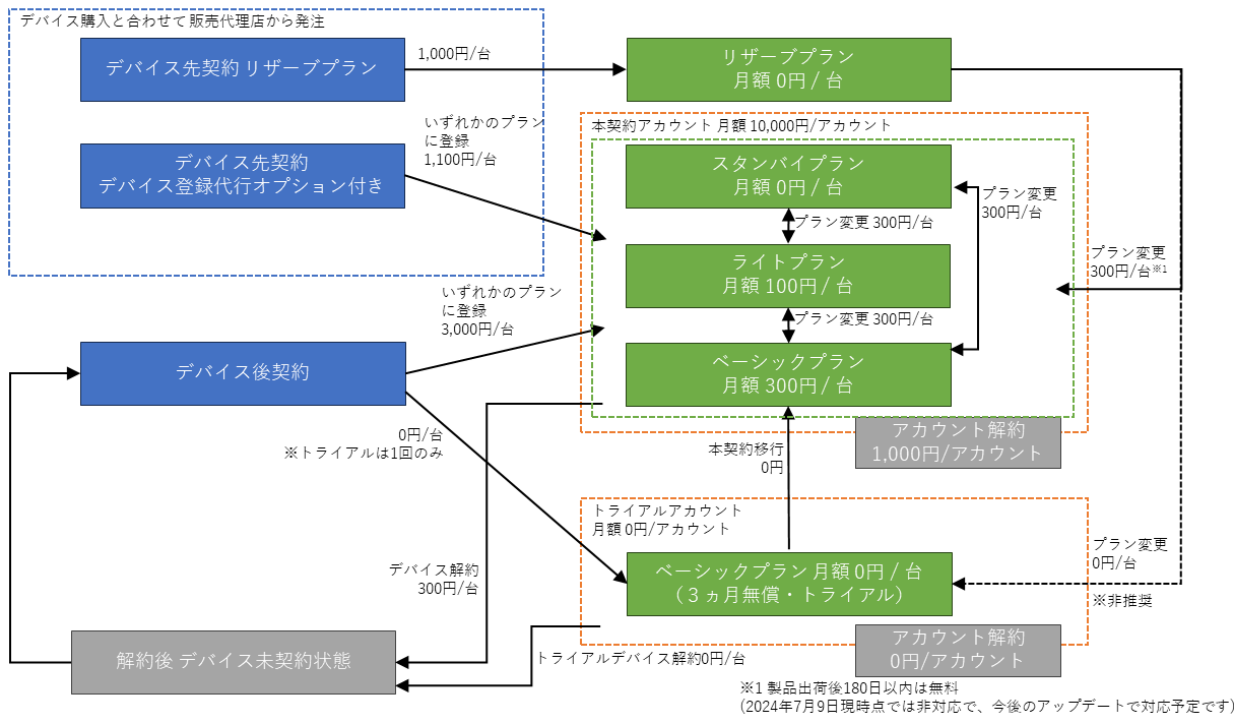 デバイス購入と合わせて 販売代理店から発注
デバイス先契約 リザーブプラン
1,000円/台
リザーブプラン
月額 0円 / 台
デバイス先契約
デバイス登録代行オプション付き
いずれかのプラン
に登録
1,100円/台
本契約アカウント 月額 10,000円/アカウント
スタンバイプラン
月額 0円 / 台
プラン変更 300円/台
プラン変更
300円/台
ライトプラン
月額 100円 / 台
プラン変更
300円/台※1
プラン変更 300円/台
いずれかのプラン
に登録
3,000円/台
デバイス後契約
ベーシックプラン
月額 300円 / 台
アカウント解約
1,000円/アカウント
0円/台
※トライアルは1回のみ
本契約移行
0円
トライアルアカウント
月額 0円/アカウント
ベーシックプラン 月額 0円 / 台
（３ヵ月無償・トライアル）
プラン変更
0円/台
※非推奨
デバイス解約
300円/台
解約後 デバイス未契約状態
トライアルデバイス解約0円/台
アカウント解約
0円/アカウント
※1 製品出荷後180日以内は無料
(2024年7月9日現時点では非対応で、今後のアップデートで対応予定です)